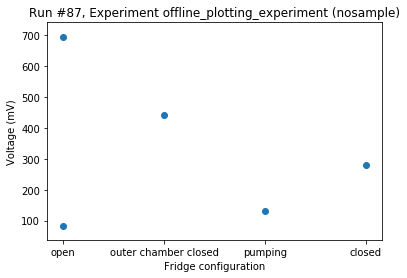 Run #87, Experiment offline_plotting_experiment (nosample)
700
600
500
400
300
200
100
Voltage (mV)
open
outer chamber closed
pumping
closed
Fridge configuration